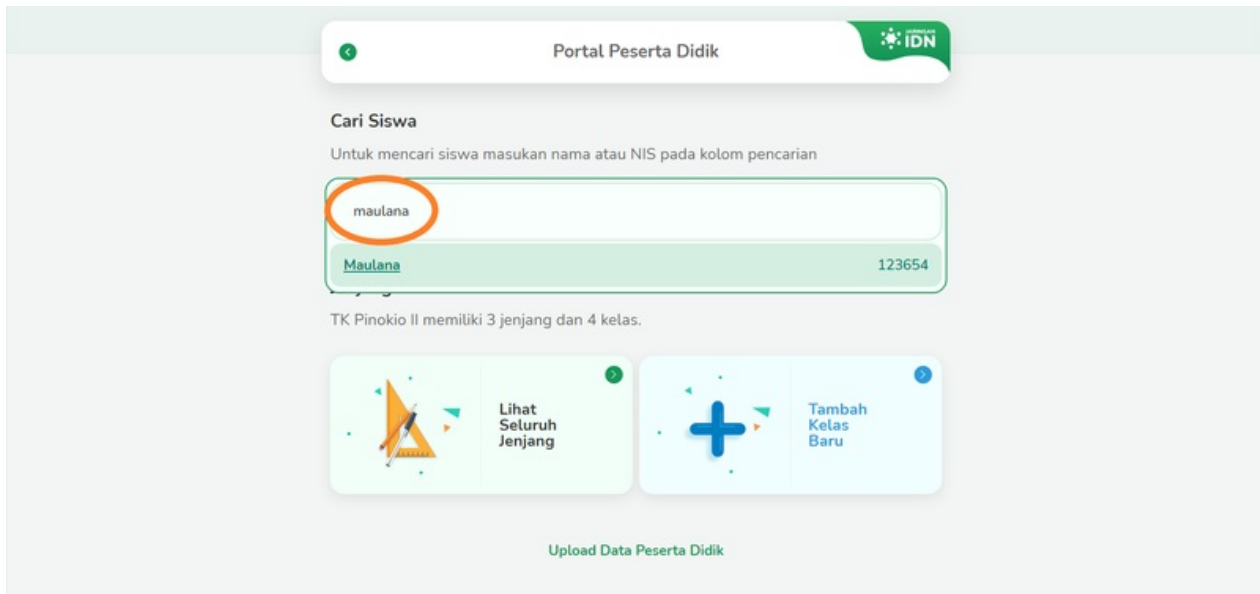 Portal Peserta Didik
IDN
Cari Siswa
Untuk mencari siswa masukan nama atau NIS pada kolom pencarian
maulana
Maulana 123654
TK Pinokio II memiliki 3 jenjang dan 4 kelas.
Lihat
Seluruh
Jenjang
Tambah
Kelas
Baru
Upload Data Peserta Didik